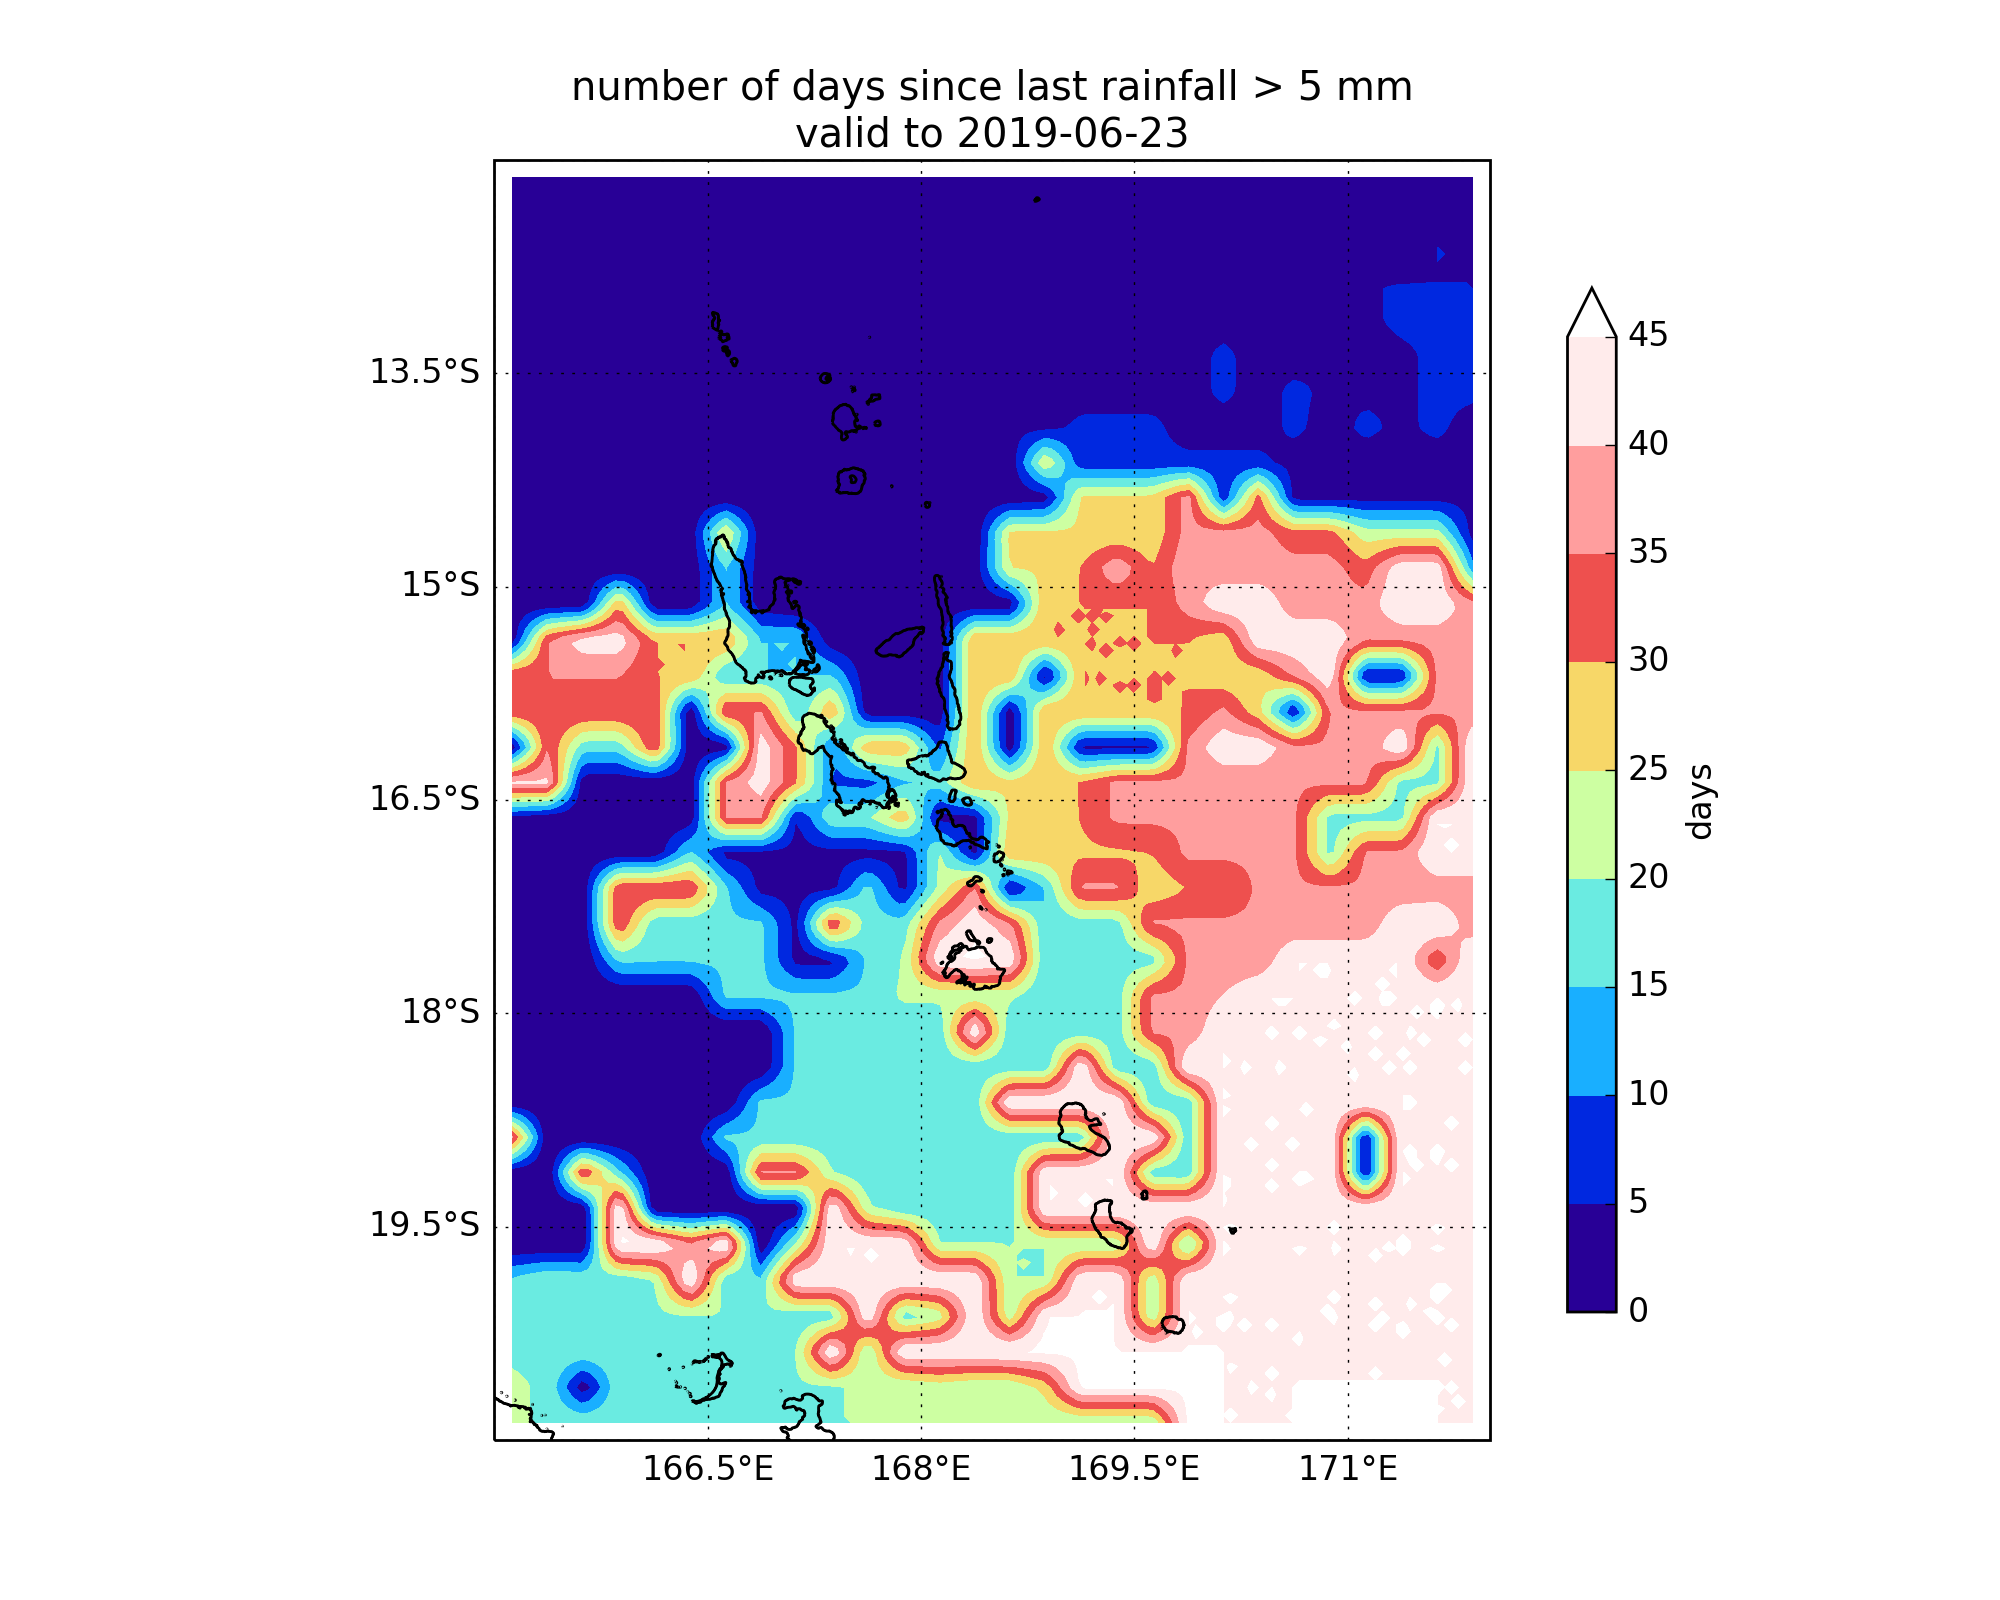 number of days since last rainfall > 5 mm
valid to 2019-06-23
13.5°S
15°S
16.5°S
18°S
19.5°S
166.5°E
168°E
169.5°E
171°E
45
40
35
30
25
20
15
10
5
0
days